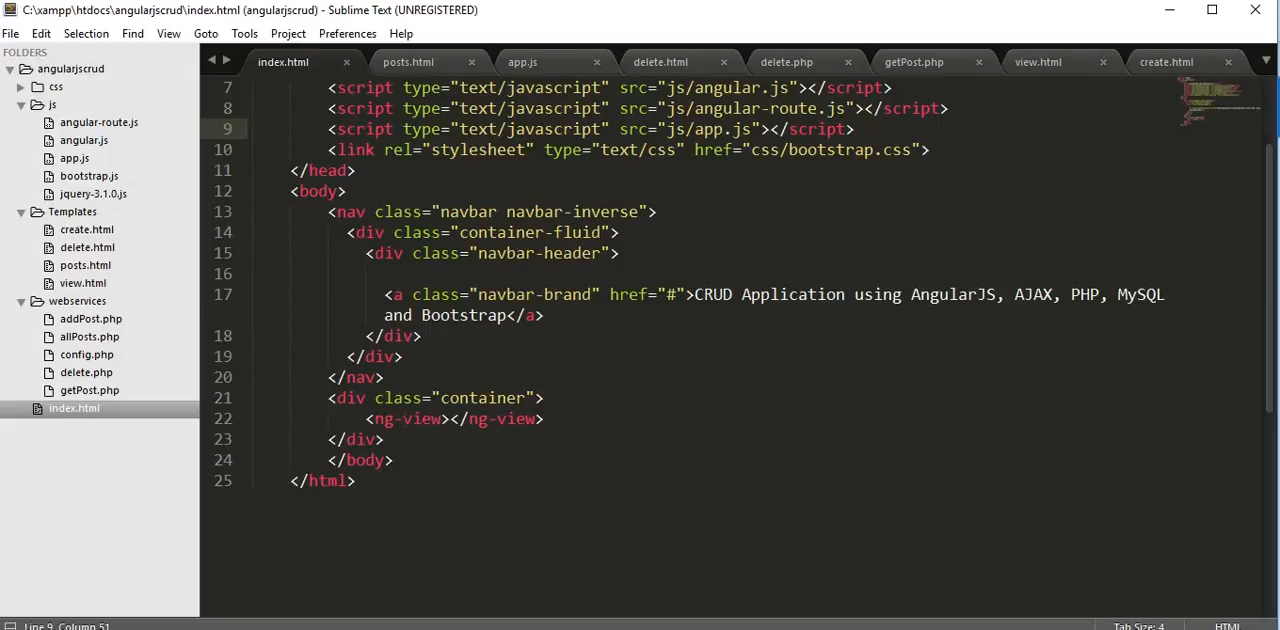 C:\xampp\htdocs\angularjscrud\index.html (angularjscrud) - Sublime Text (UNREGISTERED)
File Edit Selection Find View Goto Tools Project Preferences Help
FOLDERS
angularjscrud
css
js
angular-route.js
angular.js
app.js
bootstrap.js
jquery-3.1.0.js
Templates
create.html
delete.html
posts.html
view.html
webservices
addPost.php
allPosts.php
config.php
delete.php
getPost.php
index.html
index.html posts.html app.js delete.html delete.php getPost.php view.html create.html
7 <script type="text/javascript" src="js/angular.js"></script>
8 <script type="text/javascript" src="js/angular-route.js"></script>
9 <script type="text/javascript" src="js/app.js"></script>
10 <link rel="stylesheet" type="text/css" href="css/bootstrap.css">
11 </head>
12 <body>
13 <nav class="navbar navbar-inverse">
14 <div class="container-fluid">
15 <div class="navbar-header">
16
17 <a class="navbar-brand" href="#">CRUD Application using AngularJS, AJAX, PHP, MySQL
and Bootstrap</a>
18 </div>
19 </div>
20 </nav>
21 <div class="container">
22 <ng-view></ng-view>
23 </div>
24 </body>
25 </html>
Line 9, Column 51 Tab Size: 4 HTML